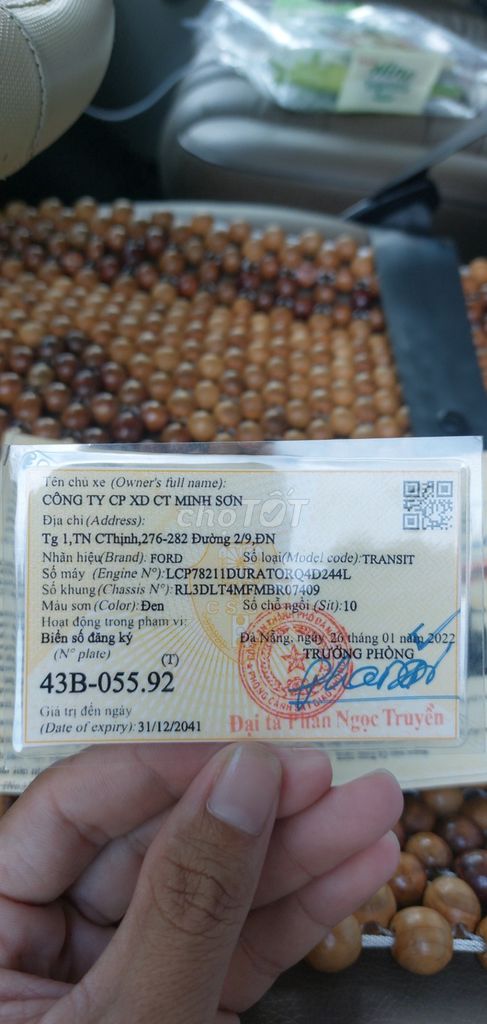 Tên chủ xe (Owner's full name):
CÔNG TY CP XD CT MINH SƠN
Địa chỉ (Address):
Tg 1,TN CThịnh,276-282 Đường 2/9,ĐN
Nhãn hiệu(Brand): FORD Số loại(Model code): TRANSIT
Số máy (Engine Nº):LCP78211DURATORQ4D244L
Số khung (Chassis Nº):RL3DLT4MFMBR07409
Màu sơn (Color): Đen Số chỗ ngồi (Sit): 10
Hoạt động trong phạm vi:
Biển số đăng ký Đà Nẵng, ngày 26 tháng 01 năm 2022
(Nº plate) (T) TRƯỞNG PHÒNG
43B-055.92
Giá trị đến ngày
(Date of expiry): 31/12/2041
Đại tá Phan Ngọc Truyền
choTỐT